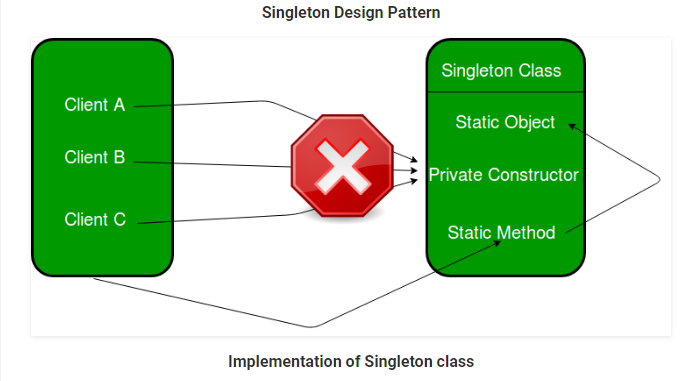 Singleton Design Pattern
Client A
Client B
Client C
Singleton Class
Static Object
Private Constructor
Static Method
Implementation of Singleton class